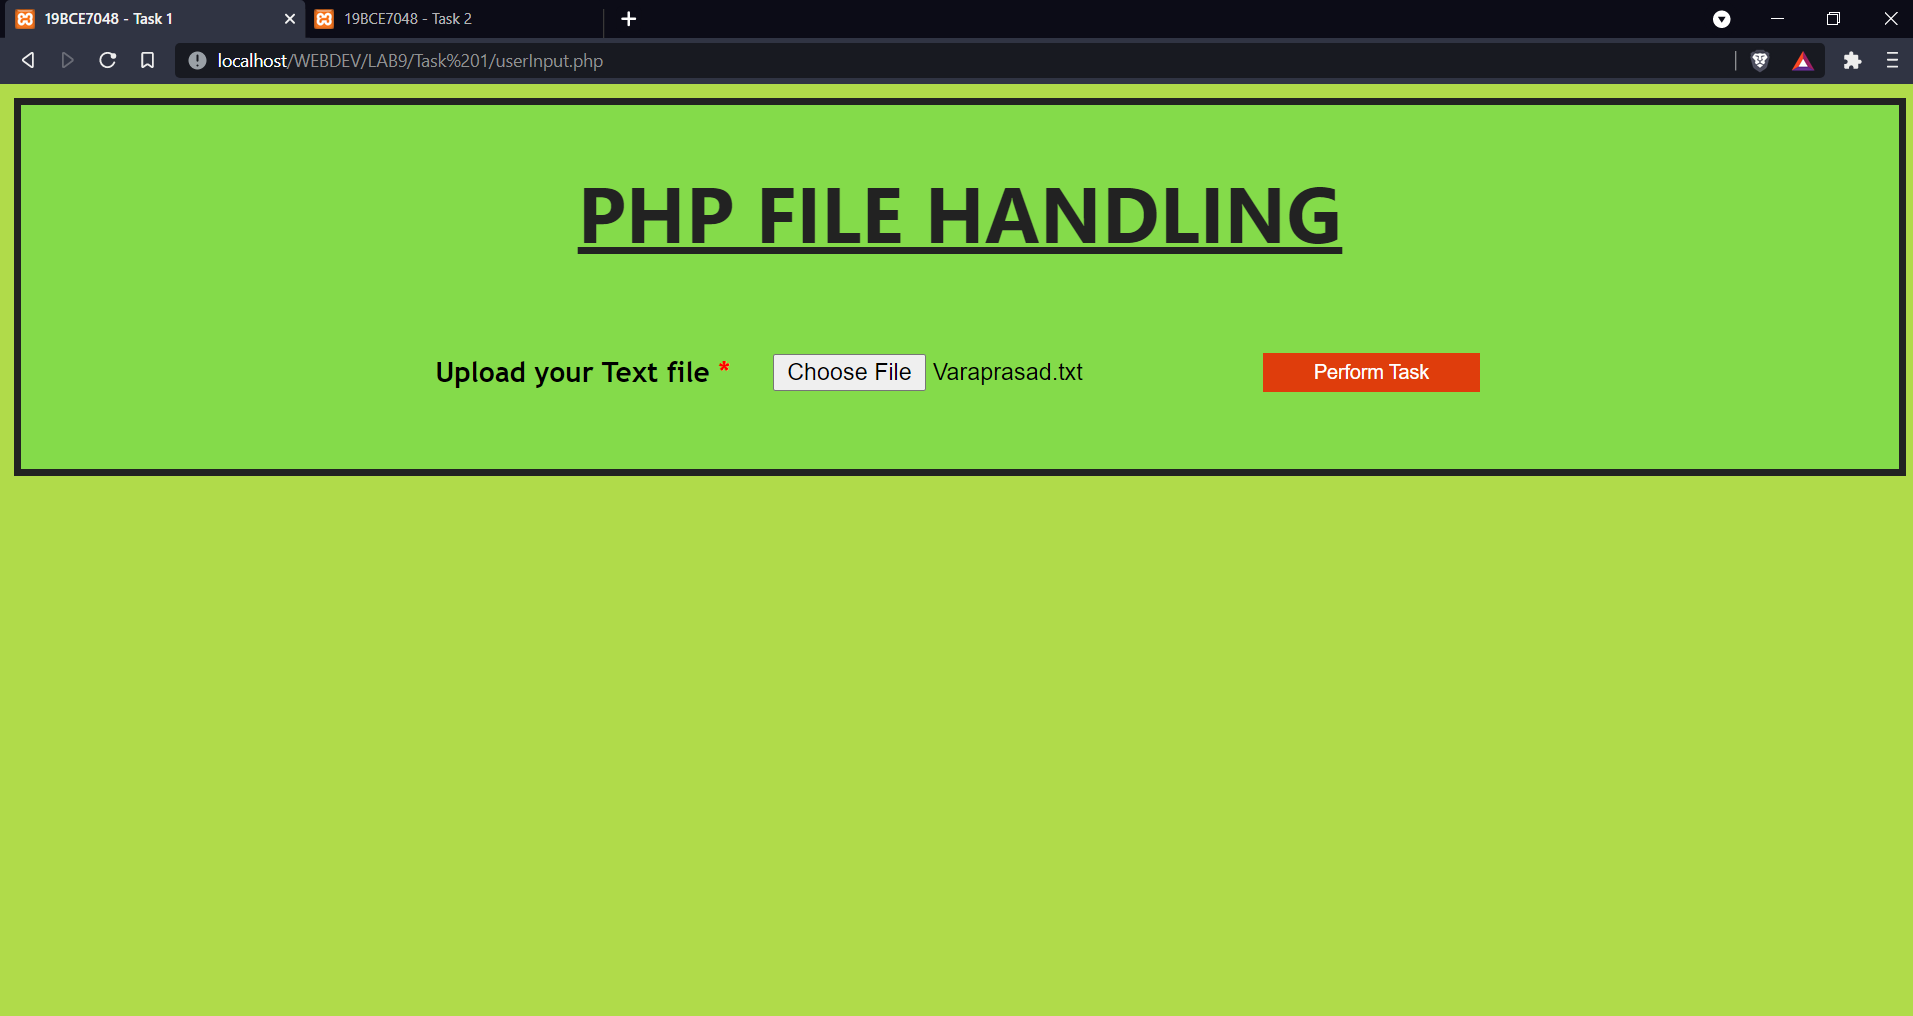 19BCE7048 - Task 1
19BCE7048 - Task 2
localhost/WEBDEV/LAB9/Task%201/userInput.php
PHP FILE HANDLING
Upload your Text file * Choose File Varaprasad.txt Perform Task